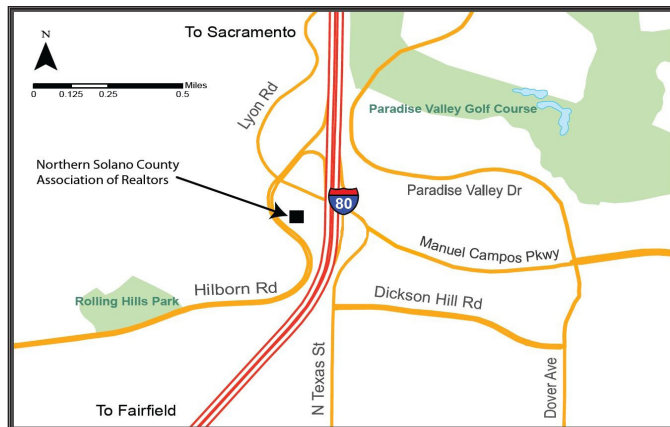 To Sacramento
N
Miles
0 0.125 0.25 0.5
Lyon Rd
Paradise Valley Golf Course
Northern Solano County
Association of Realtors
Paradise Valley Dr
80
Manuel Campos Pkwy
Hilborn Rd
Rolling Hills Park
Dickson Hill Rd
N Texas St
Dover Ave
To Fairfield